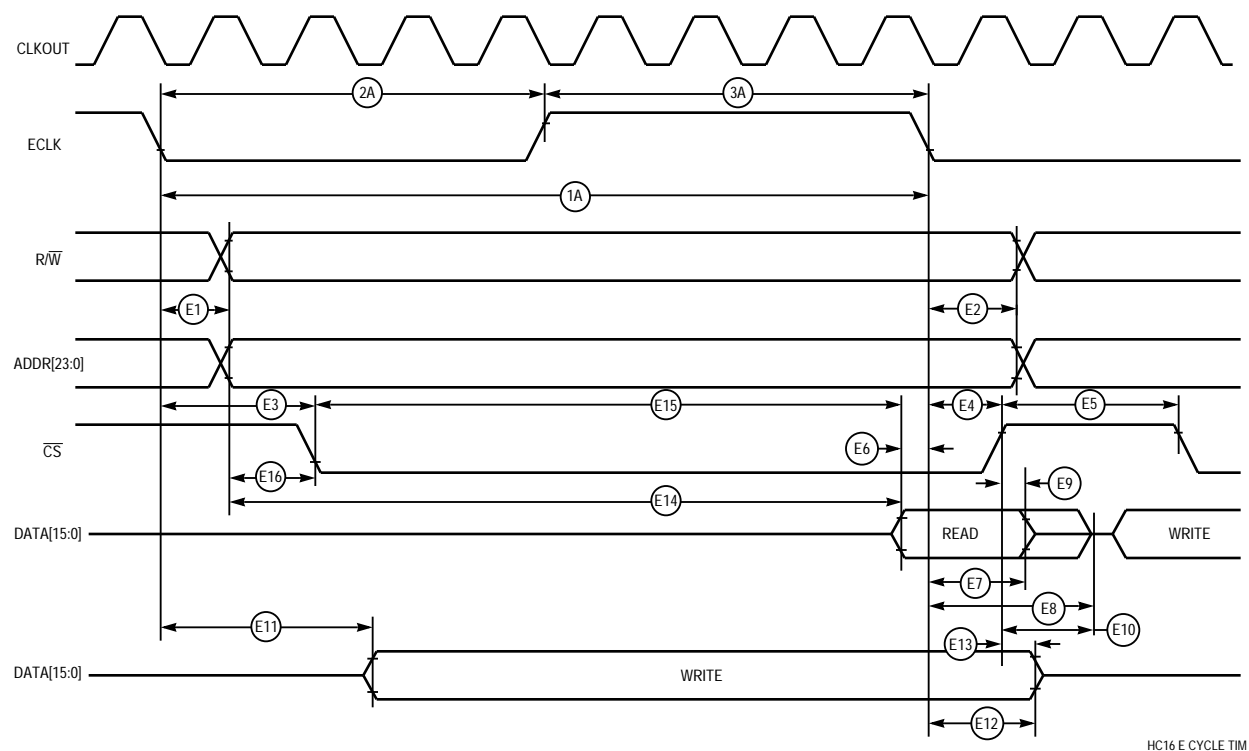 CLKOUT
2A 3A
ECLK
1A
R/W̅
E1 E2
ADDR[23:0]
E3 E15 E4 E5
C̅S̅
E6
E16 E9
E14
DATA[15:0] READ WRITE
E7
E8
E11 E10
E13
DATA[15:0] WRITE
E12
HC16 E CYCLE TIM